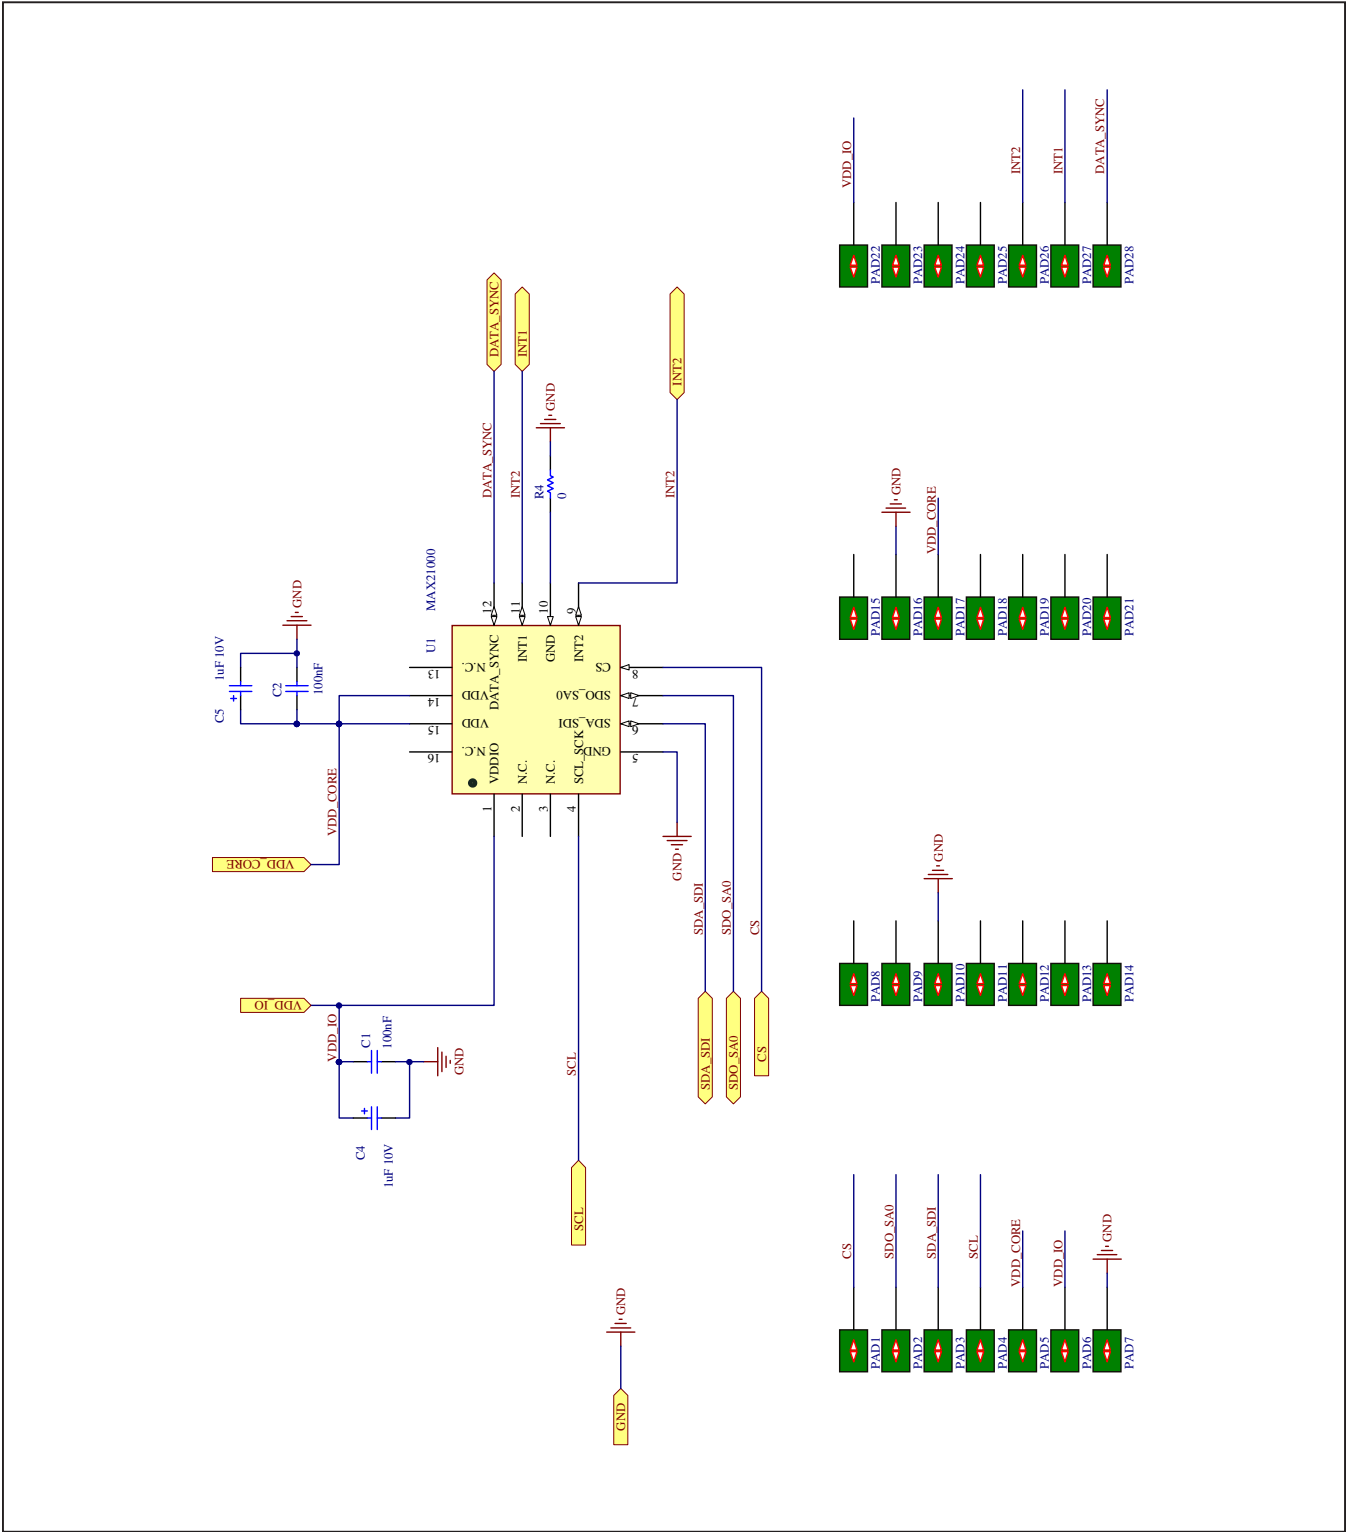 VDD_IO
INT2
INT1
DATA_SYNC
PAD22
PAD23
PAD24
PAD25
PAD26
PAD27
PAD28
DATA_SYNC
INT1
INT2
GND
DATA_SYNC
INT2
R4
0
INT2
GND
VDD_CORE
PAD15
PAD16
PAD17
PAD18
PAD19
PAD20
PAD21
GND
1uF 10V
C5
C2
100nF
U1
MAX21000
12
11
10
9
DATA_SYNC
INT1
GND
INT2
13
N.C.
14
VDD
15
VDD
16
N.C.
CS
8
SDO_SA0
7
SDA_SDI
6
GND
5
VDDIO
N.C.
N.C.
SCL_SCK
1
2
3
4
VDD_CORE
VDD_CORE
GND
SDA_SDI
SDO_SA0
CS
GND
PAD8
PAD9
PAD10
PAD11
PAD12
PAD13
PAD14
VDD_IO
VDD_IO
C1
100nF
GND
C4
1uF 10V
SCL
SDA_SDI
SDO_SA0
CS
SCL
CS
SDO_SA0
SDA_SDI
SCL
VDD_CORE
VDD_IO
GND
PAD1
PAD2
PAD3
PAD4
PAD5
PAD6
PAD7
GND
GND